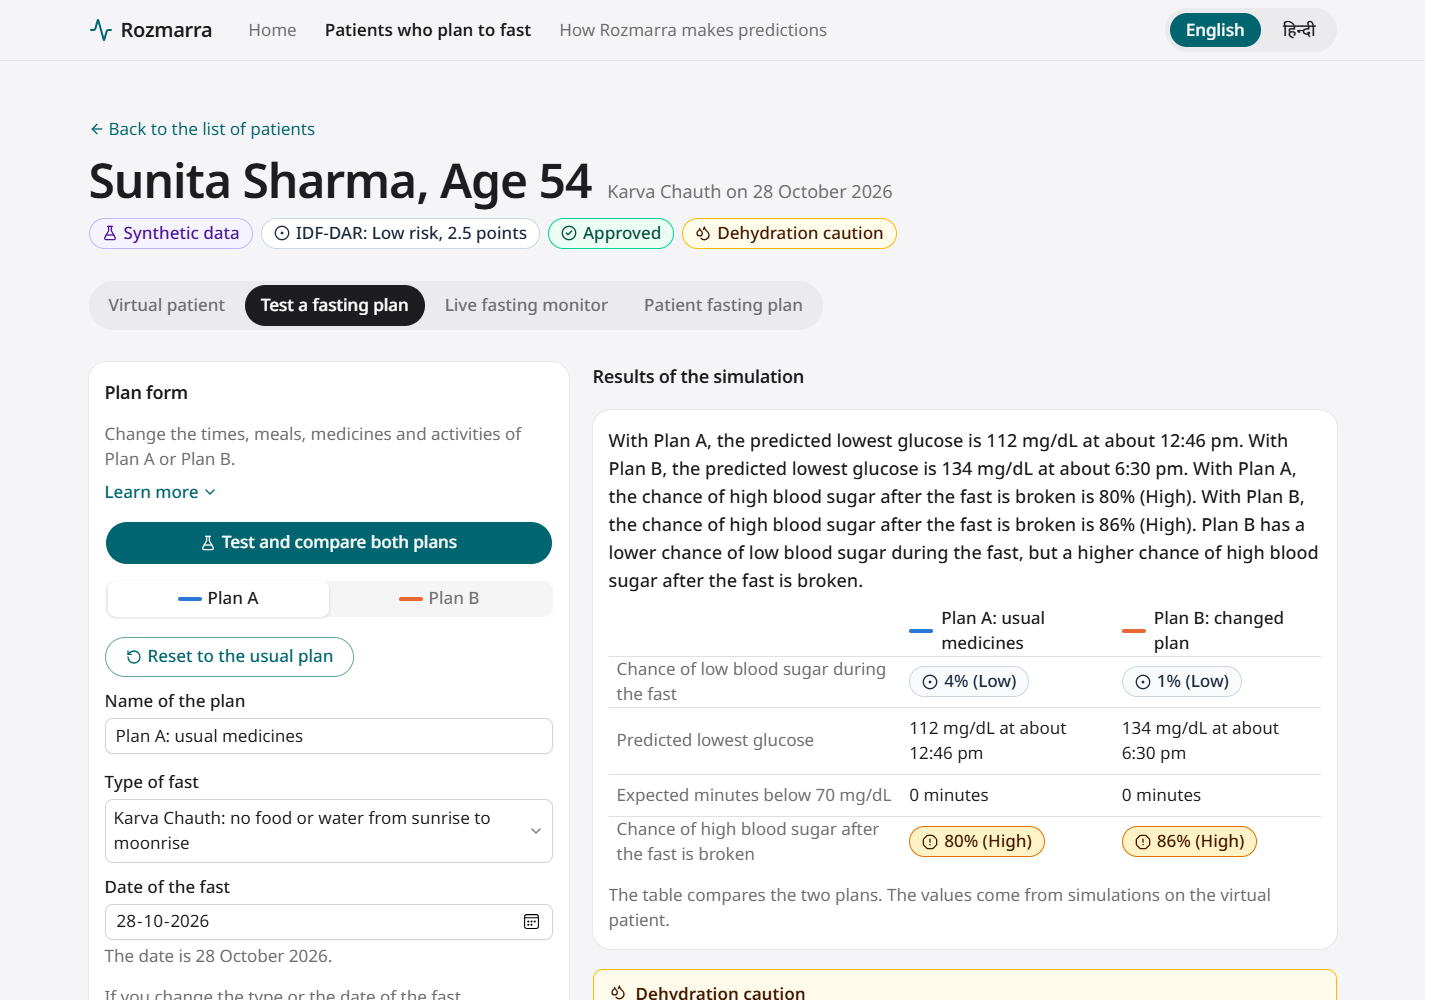 Rozmarra
Home
Patients who plan to fast
How Rozmarra makes predictions
English
हिन्दी
Back to the list of patients
Sunita Sharma, Age 54
Karva Chauth on 28 October 2026
Synthetic data
IDF-DAR: Low risk, 2.5 points
Approved
Dehydration caution
Virtual patient
Test a fasting plan
Live fasting monitor
Patient fasting plan
Plan form
Change the times, meals, medicines and activities of
Plan A or Plan B.
Learn more
Test and compare both plans
Plan A
Plan B
Reset to the usual plan
Name of the plan
Plan A: usual medicines
Type of fast
Karva Chauth: no food or water from sunrise to
moonrise
Date of the fast
28-10-2026
The date is 28 October 2026.
If you change the type or the date of the fast
Results of the simulation
With Plan A, the predicted lowest glucose is 112 mg/dL at about 12:46 pm. With
Plan B, the predicted lowest glucose is 134 mg/dL at about 6:30 pm. With Plan A,
the chance of high blood sugar after the fast is broken is 80% (High). With Plan B,
the chance of high blood sugar after the fast is broken is 86% (High). Plan B has a
lower chance of low blood sugar during the fast, but a higher chance of high blood
sugar after the fast is broken.
Plan A: usual
medicines
Plan B: changed
plan
Chance of low blood sugar during
the fast
4% (Low)
1% (Low)
Predicted lowest glucose
112 mg/dL at about
12:46 pm
134 mg/dL at about
6:30 pm
Expected minutes below 70 mg/dL
0 minutes
0 minutes
Chance of high blood sugar after
the fast is broken
80% (High)
86% (High)
The table compares the two plans. The values come from simulations on the virtual
patient.
Dehydration caution